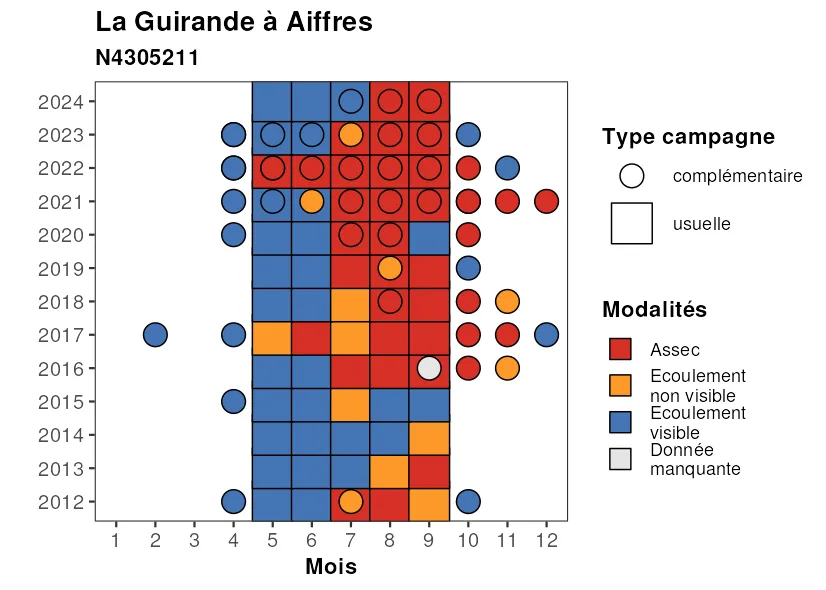 La Guirande à Aiffres
N4305211
2024
2023
2022
2021
2020
2019
2018
2017
2016
2015
2014
2013
2012
1 2 3 4 5 6 7 8 9 10 11 12
Mois
Type campagne
complémentaire
usuelle
Modalités
Assec
Ecoulement
non visible
Ecoulement
visible
Donnée
manquante